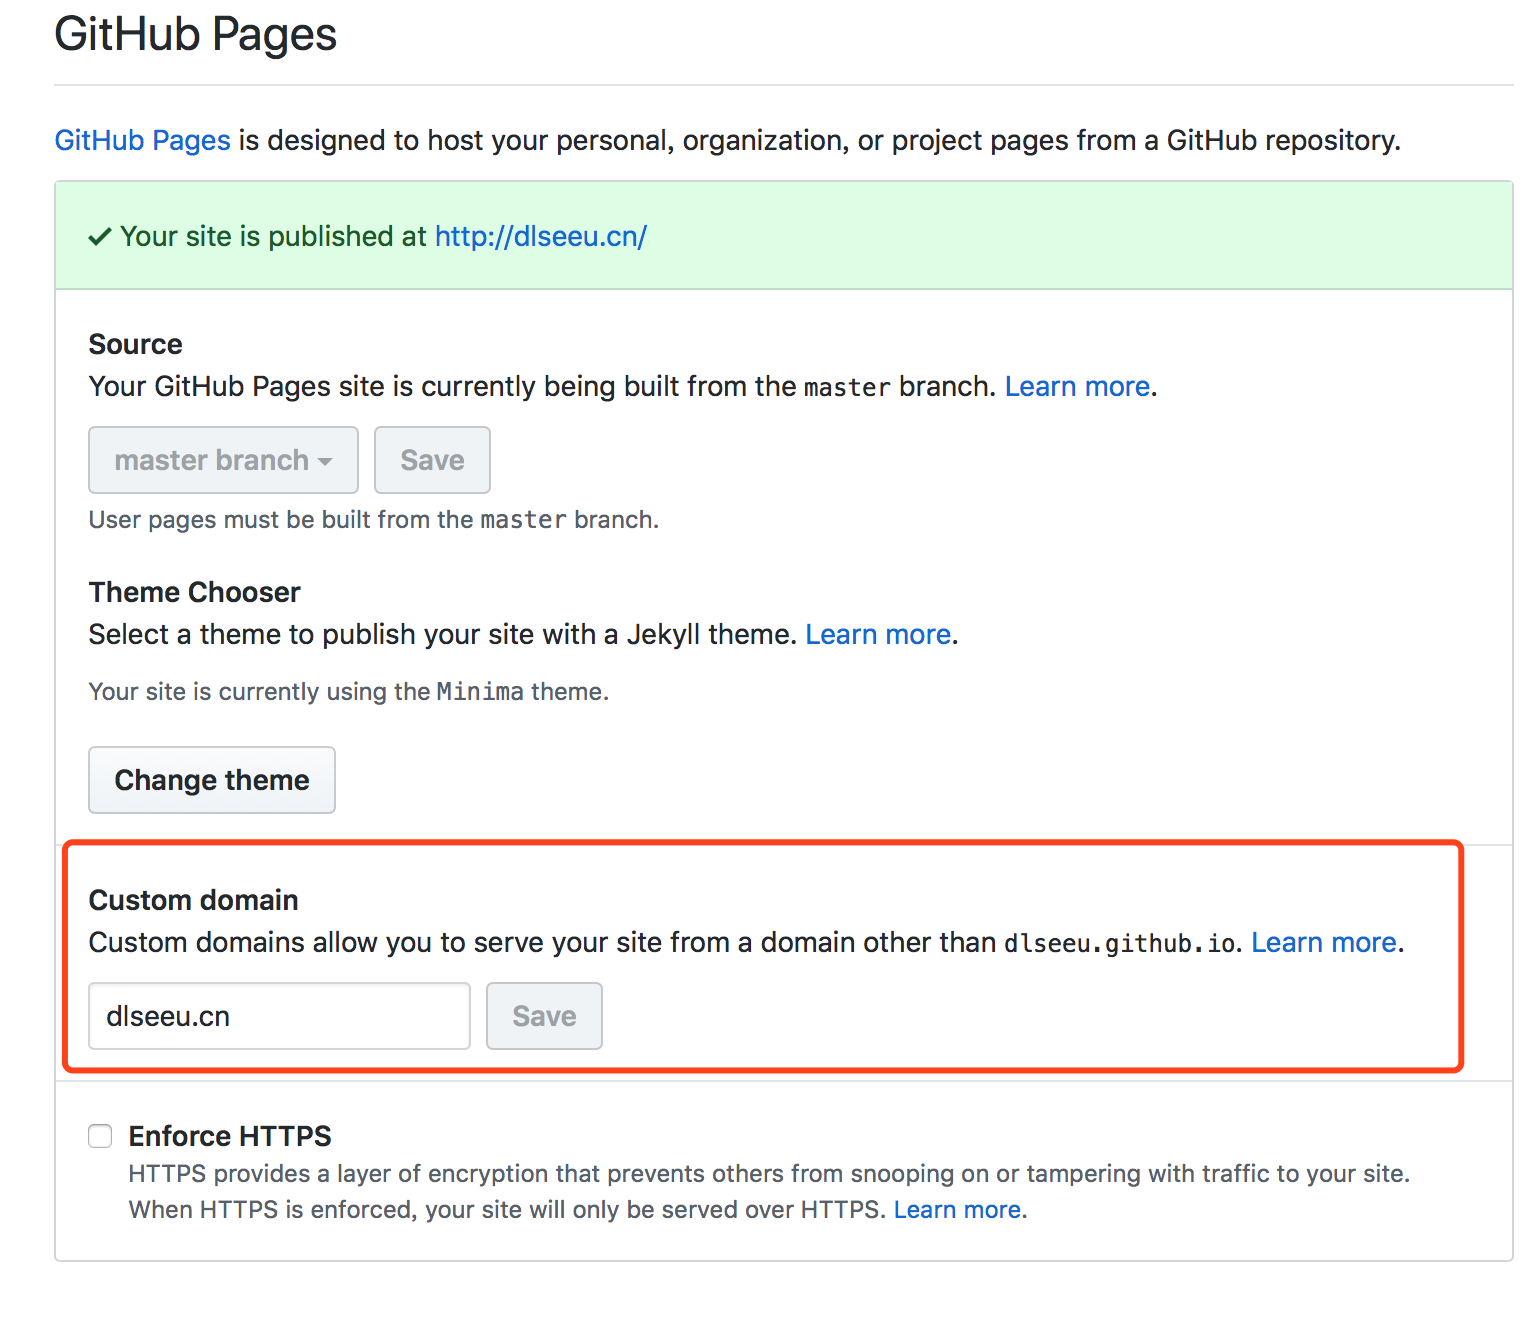 GitHub Pages
GitHub Pages is designed to host your personal, organization, or project pages from a GitHub repository.
Your site is published at http://dlseeu.cn/
Source
Your GitHub Pages site is currently being built from the master branch. Learn more.
master branch Save
User pages must be built from the master branch.
Theme Chooser
Select a theme to publish your site with a Jekyll theme. Learn more.
Your site is currently using the Minima theme.
Change theme
Custom domain
Custom domains allow you to serve your site from a domain other than dlseeu.github.io. Learn more.
dlseeu.cn Save
Enforce HTTPS
HTTPS provides a layer of encryption that prevents others from snooping on or tampering with traffic to your site.
When HTTPS is enforced, your site will only be served over HTTPS. Learn more.